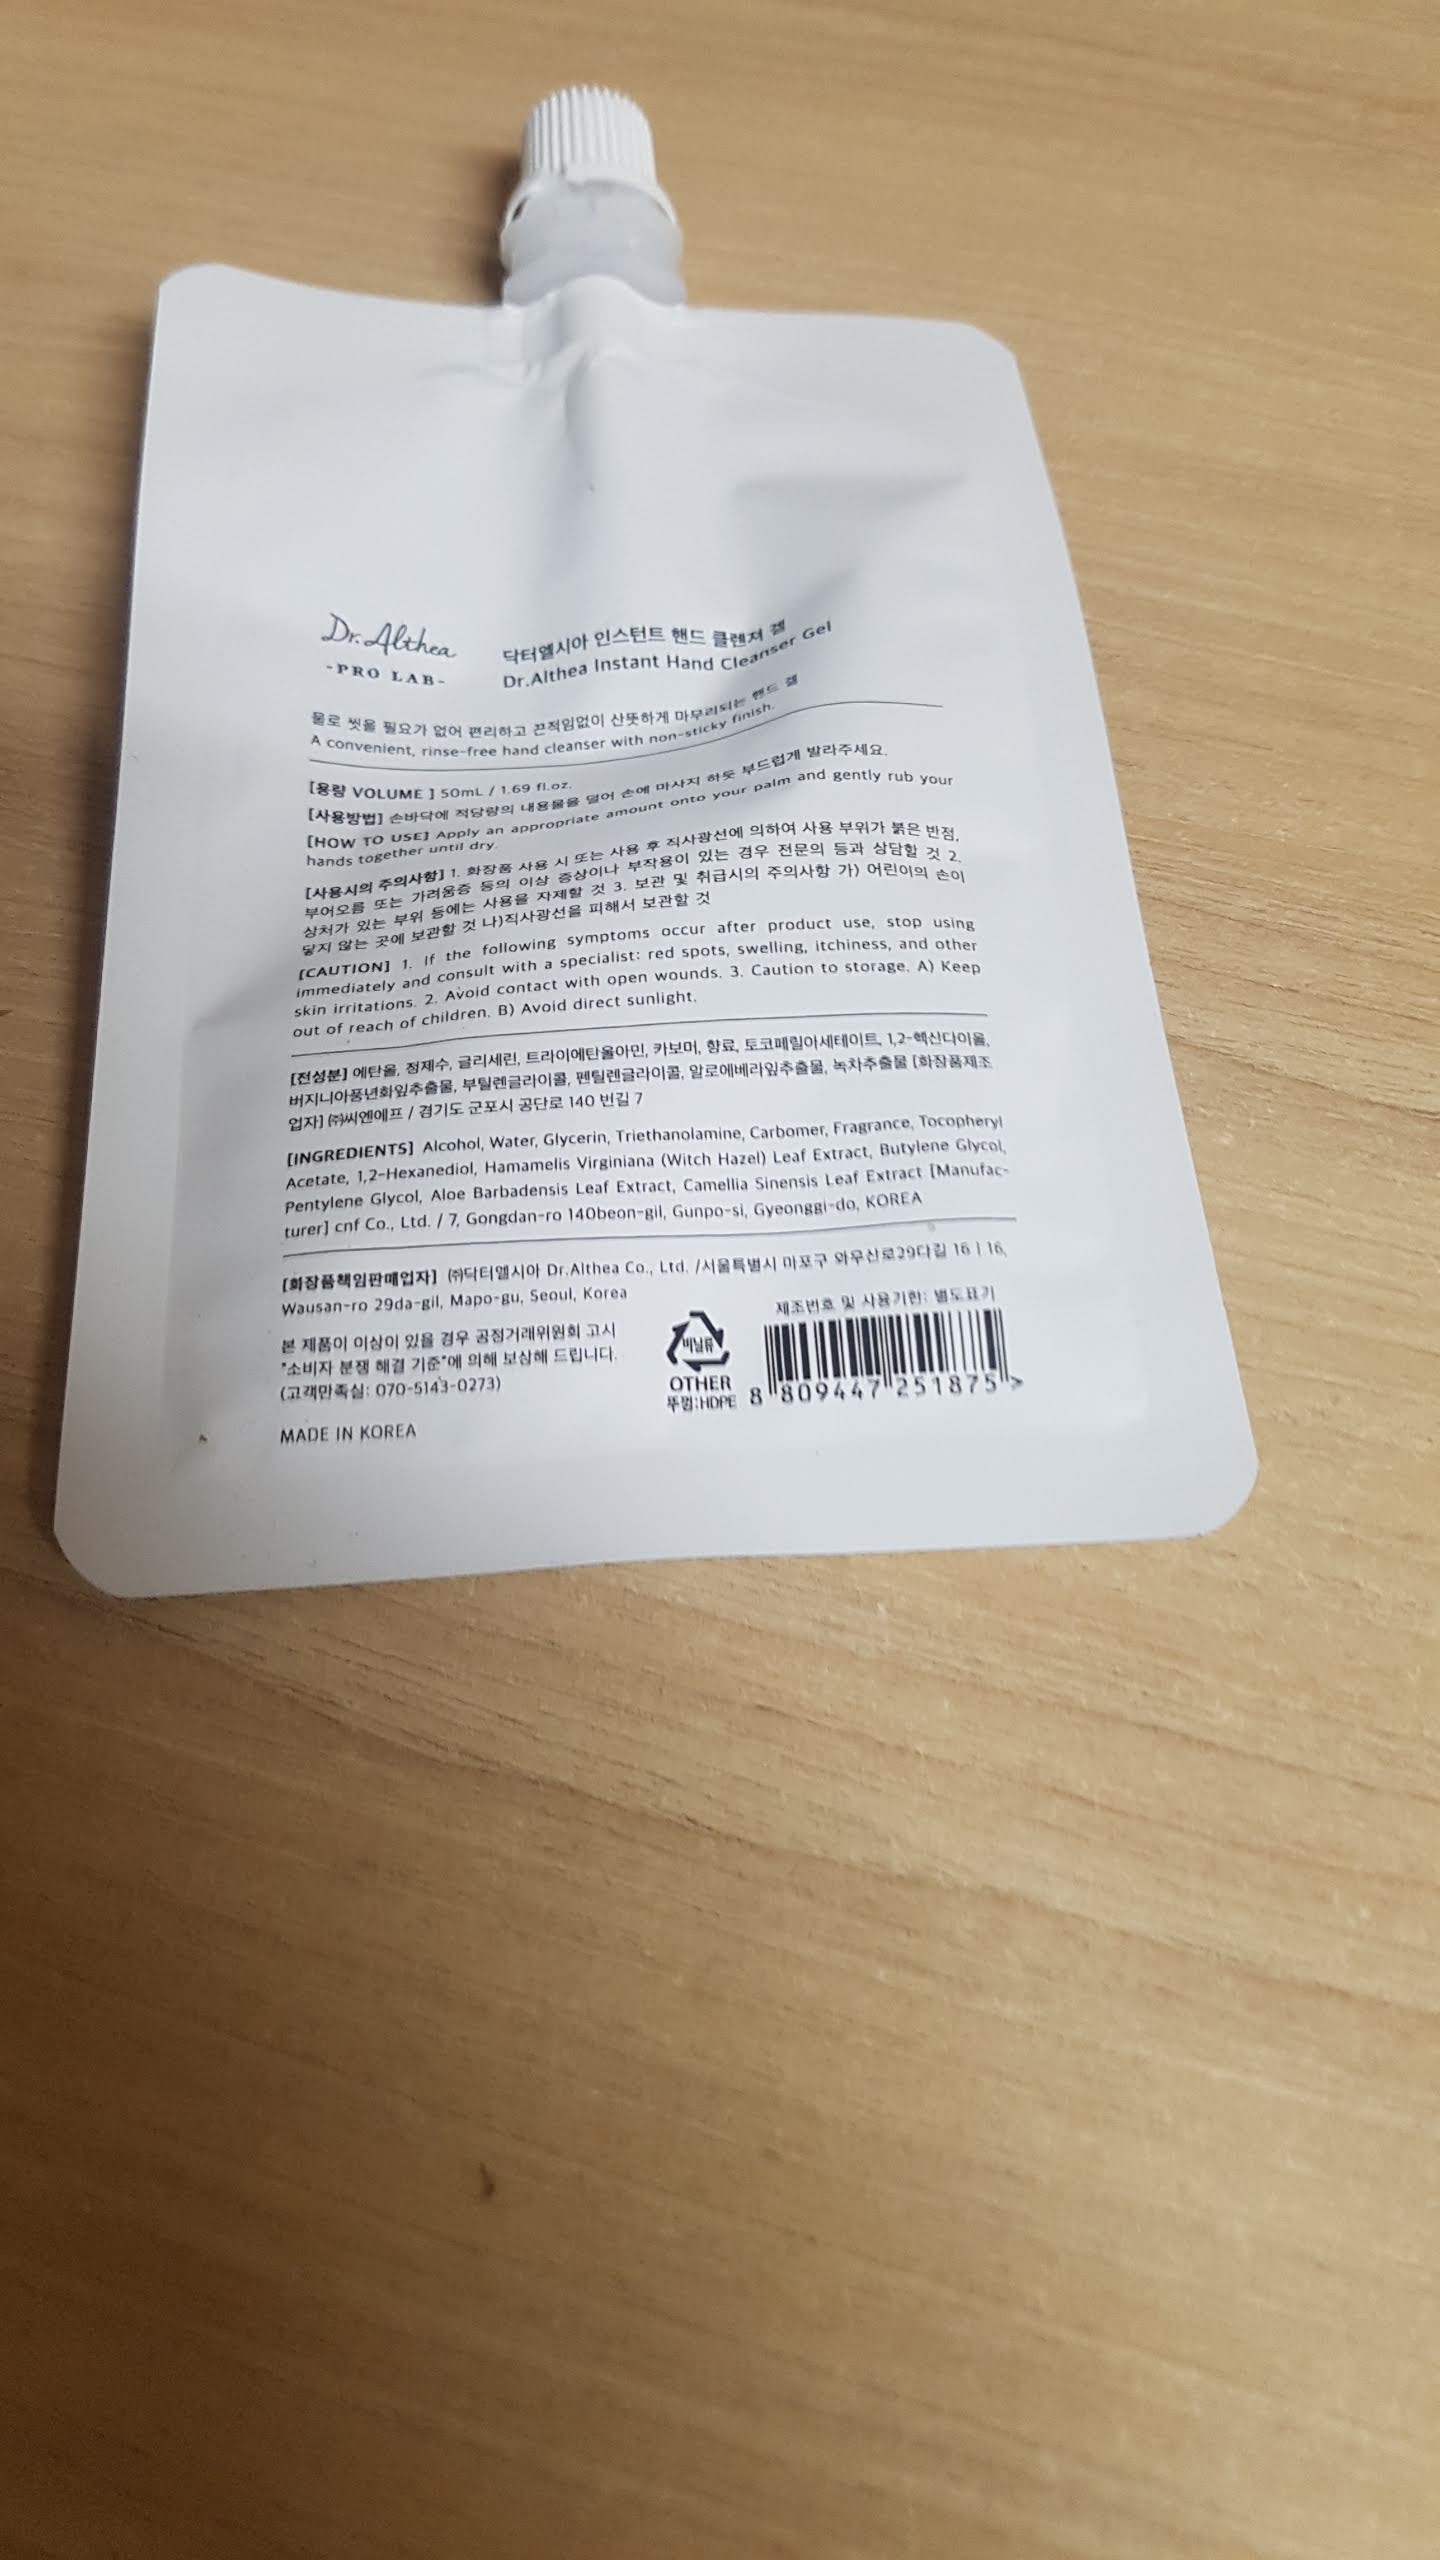 Dr.Althea
-PRO LAB-
닥터엘시아 인스턴트 핸드 클렌져 겔
Dr.Althea Instant Hand Cleanser Gel
물로 씻을 필요가 없어 편리하고 끈적임없이 산뜻하게 마무리되는 핸드 겔
A convenient, rinse-free hand cleanser with non-sticky finish.
[용량 VOLUME ] 50mL / 1.69 fl.oz.
[사용방법] 손바닥에 적당량의 내용물을 덜어 손에 마사지 하듯 부드럽게 발라주세요.
[HOW TO USE] Apply an appropriate amount onto your palm and gently rub your
hands together until dry.
[사용시의 주의사항] 1. 화장품 사용 시 또는 사용 후 직사광선에 의하여 사용 부위가 붉은 반점,
부어오름 또는 가려움증 등의 이상 증상이나 부작용이 있는 경우 전문의 등과 상담할 것 2.
상처가 있는 부위 등에는 사용을 자제할 것 3. 보관 및 취급시의 주의사항 가) 어린이의 손이
닿지 않는 곳에 보관할 것 나)직사광선을 피해서 보관할 것
[CAUTION] 1. If the following symptoms occur after product use, stop using
immediately and consult with a specialist: red spots, swelling, itchiness, and other
skin irritations. 2. Avoid contact with open wounds. 3. Caution to storage. A) Keep
out of reach of children. B) Avoid direct sunlight.
[전성분] 에탄올, 정제수, 글리세린, 트라이에탄올아민, 카보머, 향료, 토코페릴아세테이트, 1,2-헥산다이올,
버지니아풍년화잎추출물, 부틸렌글라이콜, 펜틸렌글라이콜, 알로에베라잎추출물, 녹차추출물 [화장품제조
업자] ㈜씨엔에프 / 경기도 군포시 공단로 140 번길 7
[INGREDIENTS] Alcohol, Water, Glycerin, Triethanolamine, Carbomer, Fragrance, Tocopheryl
Acetate, 1,2-Hexanediol, Hamamelis Virginiana (Witch Hazel) Leaf Extract, Butylene Glycol,
Pentylene Glycol, Aloe Barbadensis Leaf Extract, Camellia Sinensis Leaf Extract [Manufac-
turer] cnf Co., Ltd. / 7, Gongdan-ro 140beon-gil, Gunpo-si, Gyeonggi-do, KOREA
[화장품책임판매업자] ㈜닥터엘시아 Dr.Althea Co., Ltd. /서울특별시 마포구 와우산로29다길 16 | 16,
Wausan-ro 29da-gil, Mapo-gu, Seoul, Korea
본 제품이 이상이 있을 경우 공정거래위원회 고시
"소비자 분쟁 해결 기준"에 의해 보상해 드립니다.
(고객만족실: 070-5143-0273)
MADE IN KOREA
비닐류
OTHER
뚜껑:HDPE
제조번호 및 사용기한: 별도표기
8 809447 251875 >